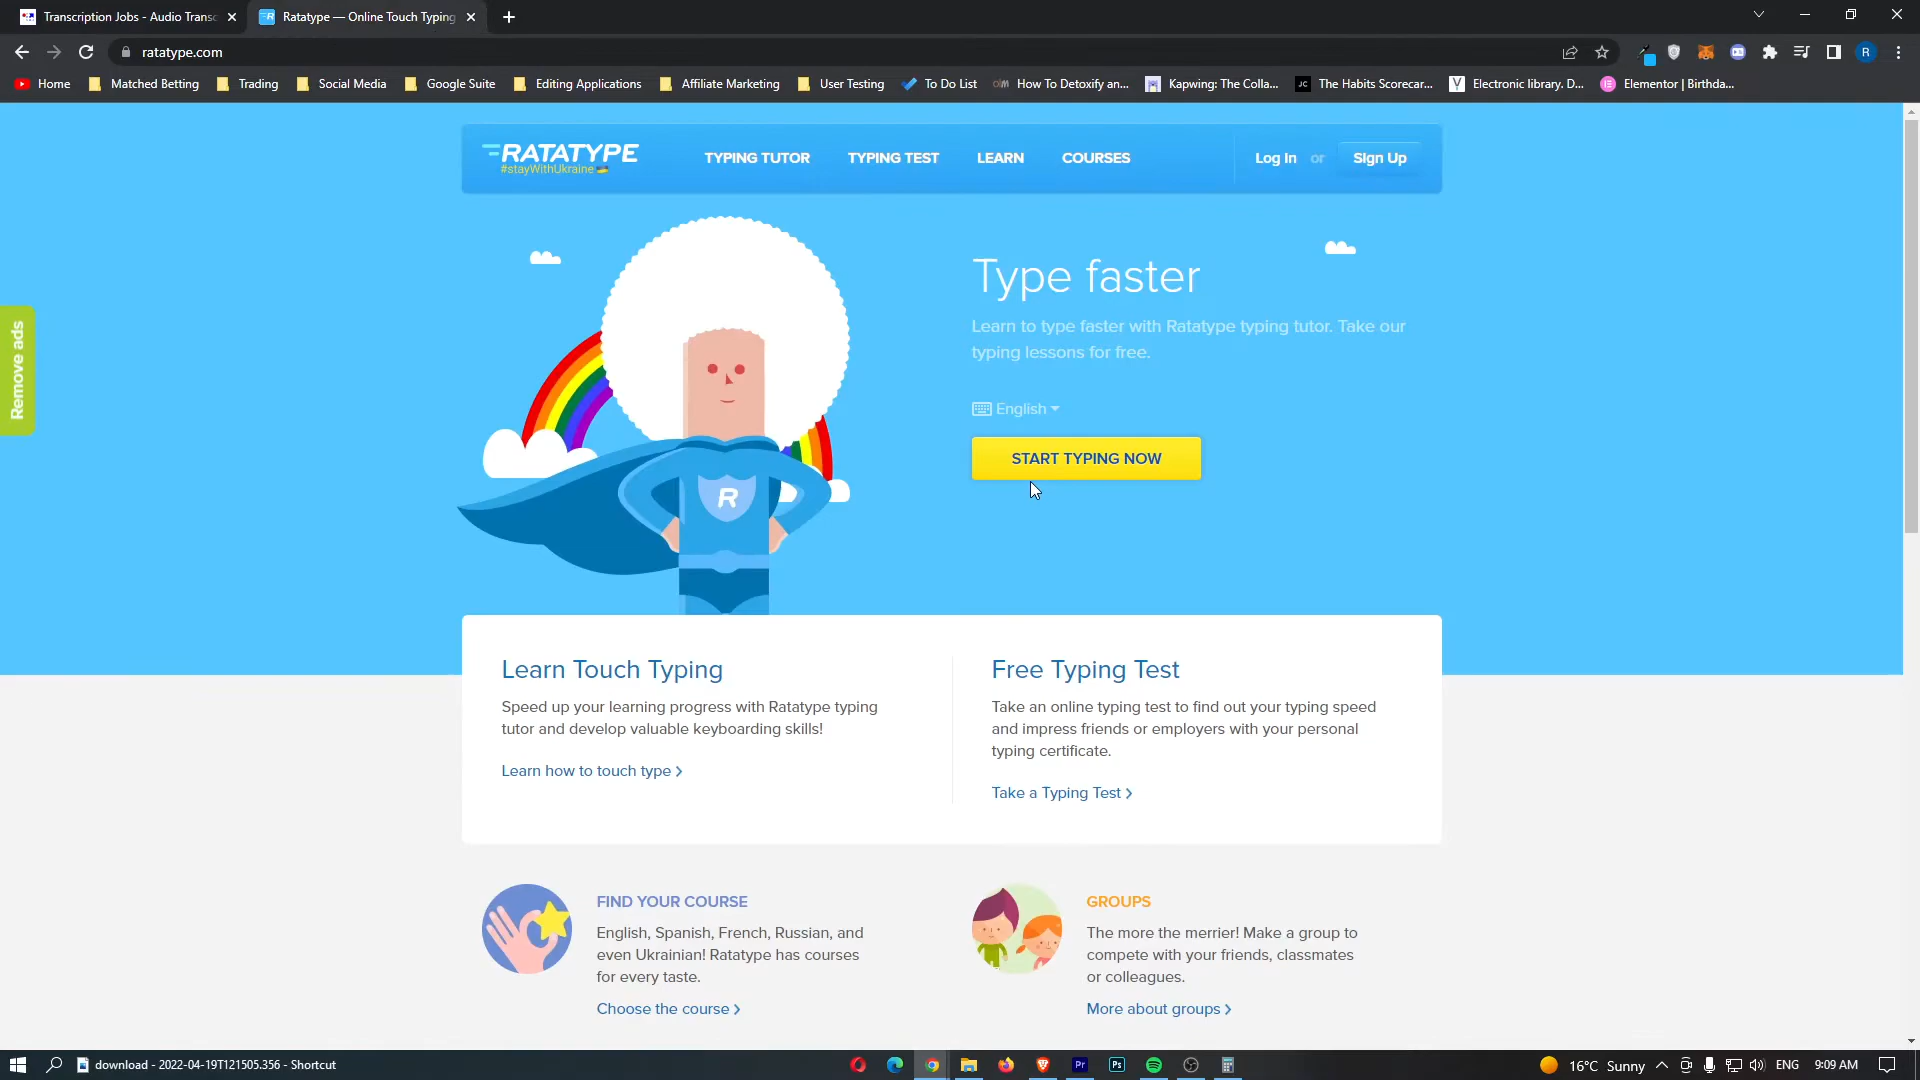 Transcription Jobs - Audio Transc
Ratatype — Online Touch Typing
ratatype.com
R
Home
Matched Betting
Trading
Social Media
Google Suite
Editing Applications
Affiliate Marketing
User Testing
To Do List
How To Detoxify an...
Kapwing: The Colla...
JC
The Habits Scorecar...
Electronic library. D...
Elementor | Birthda...
RATATYPE
#stayWithUkraine
TYPING TUTOR
TYPING TEST
LEARN
COURSES
Log In or Sign Up
Remove ads
Type faster
Learn to type faster with Ratatype typing tutor. Take our
typing lessons for free.
English
START TYPING NOW
R
Learn Touch Typing
Speed up your learning progress with Ratatype typing
tutor and develop valuable keyboarding skills!
Learn how to touch type
Free Typing Test
Take an online typing test to find out your typing speed
and impress friends or employers with your personal
typing certificate.
Take a Typing Test
FIND YOUR COURSE
English, Spanish, French, Russian, and
even Ukrainian! Ratatype has courses
for every taste.
Choose the course
GROUPS
The more the merrier! Make a group to
compete with your friends, classmates
or colleagues.
More about groups
download - 2022-04-19T121505.356 - Shortcut
Pr
Ps
16°C Sunny
ENG
9:09 AM